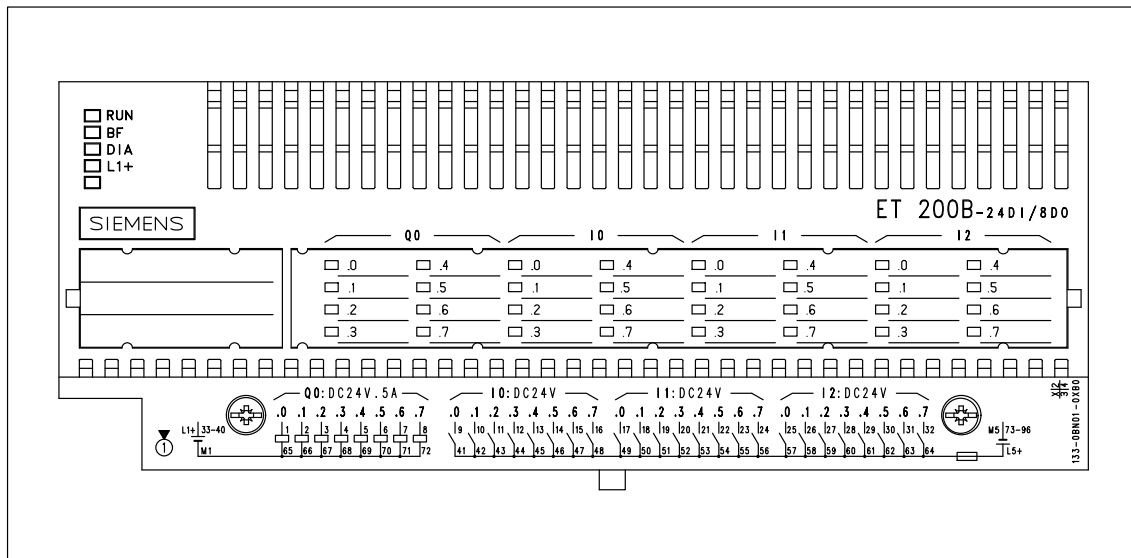 RUN
BF
DIA
L1+
SIEMENS
ET 200B-24DI/8DO
Q0 I0 I1 I2
.0 .4 .0 .4 .0 .4 .0 .4
.1 .5 .1 .5 .1 .5 .1 .5
.2 .6 .2 .6 .2 .6 .2 .6
.3 .7 .3 .7 .3 .7 .3 .7
Q0:DC24V.5A I0:DC24V I1:DC24V I2:DC24V
.0 .1 .2 .3 .4 .5 .6 .7 .0 .1 .2 .3 .4 .5 .6 .7 .0 .1 .2 .3 .4 .5 .6 .7 .0 .1 .2 .3 .4 .5 .6 .7
L1+ 33-40 1 2 3 4 5 6 7 8 9 10 11 12 13 14 15 16 17 18 19 20 21 22 23 24 25 26 27 28 29 30 31 32 M5 73-96
1 M1 65 66 67 68 69 70 71 72 41 42 43 44 45 46 47 48 49 50 51 52 53 54 55 56 57 58 59 60 61 62 63 64 L5+
X12
34
133-0BN01-0XB0